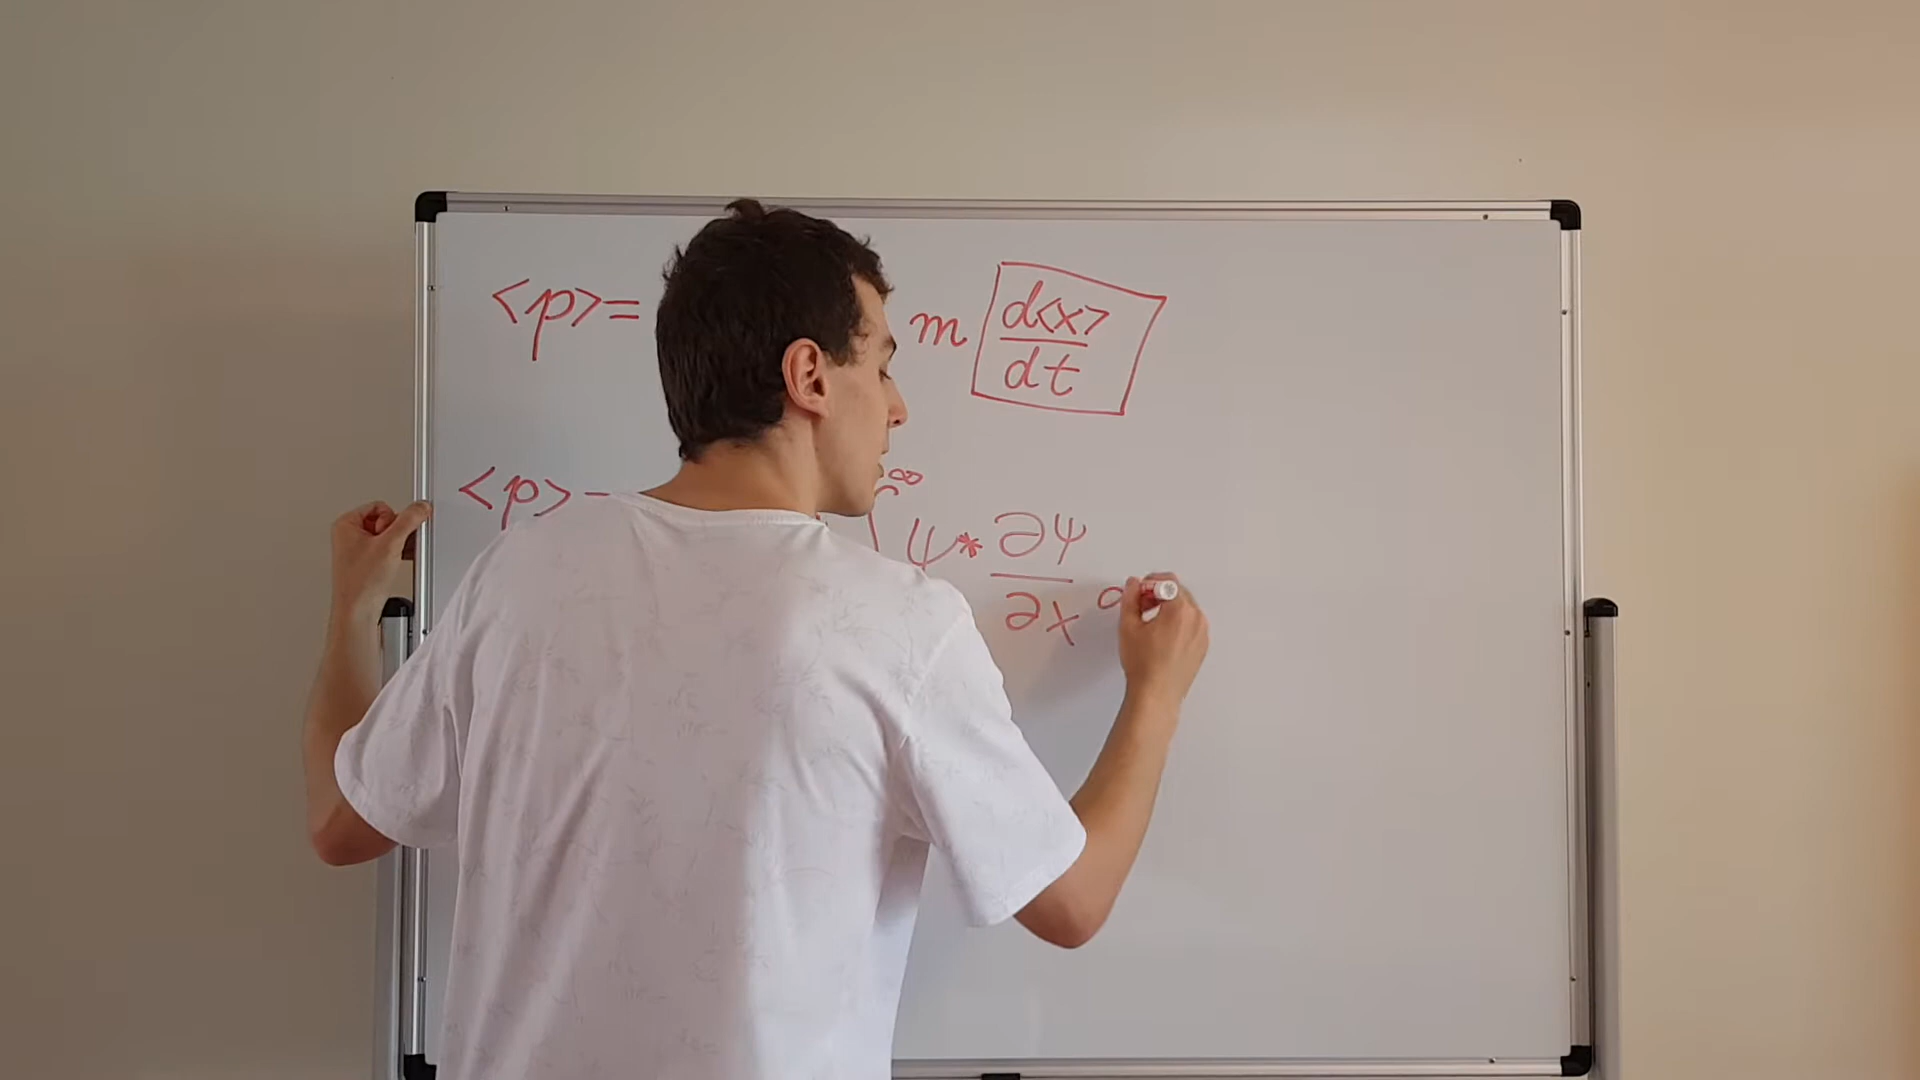 <p>= m d<x>/dt
<p> ∫^∞ ψ* ∂ψ/∂x